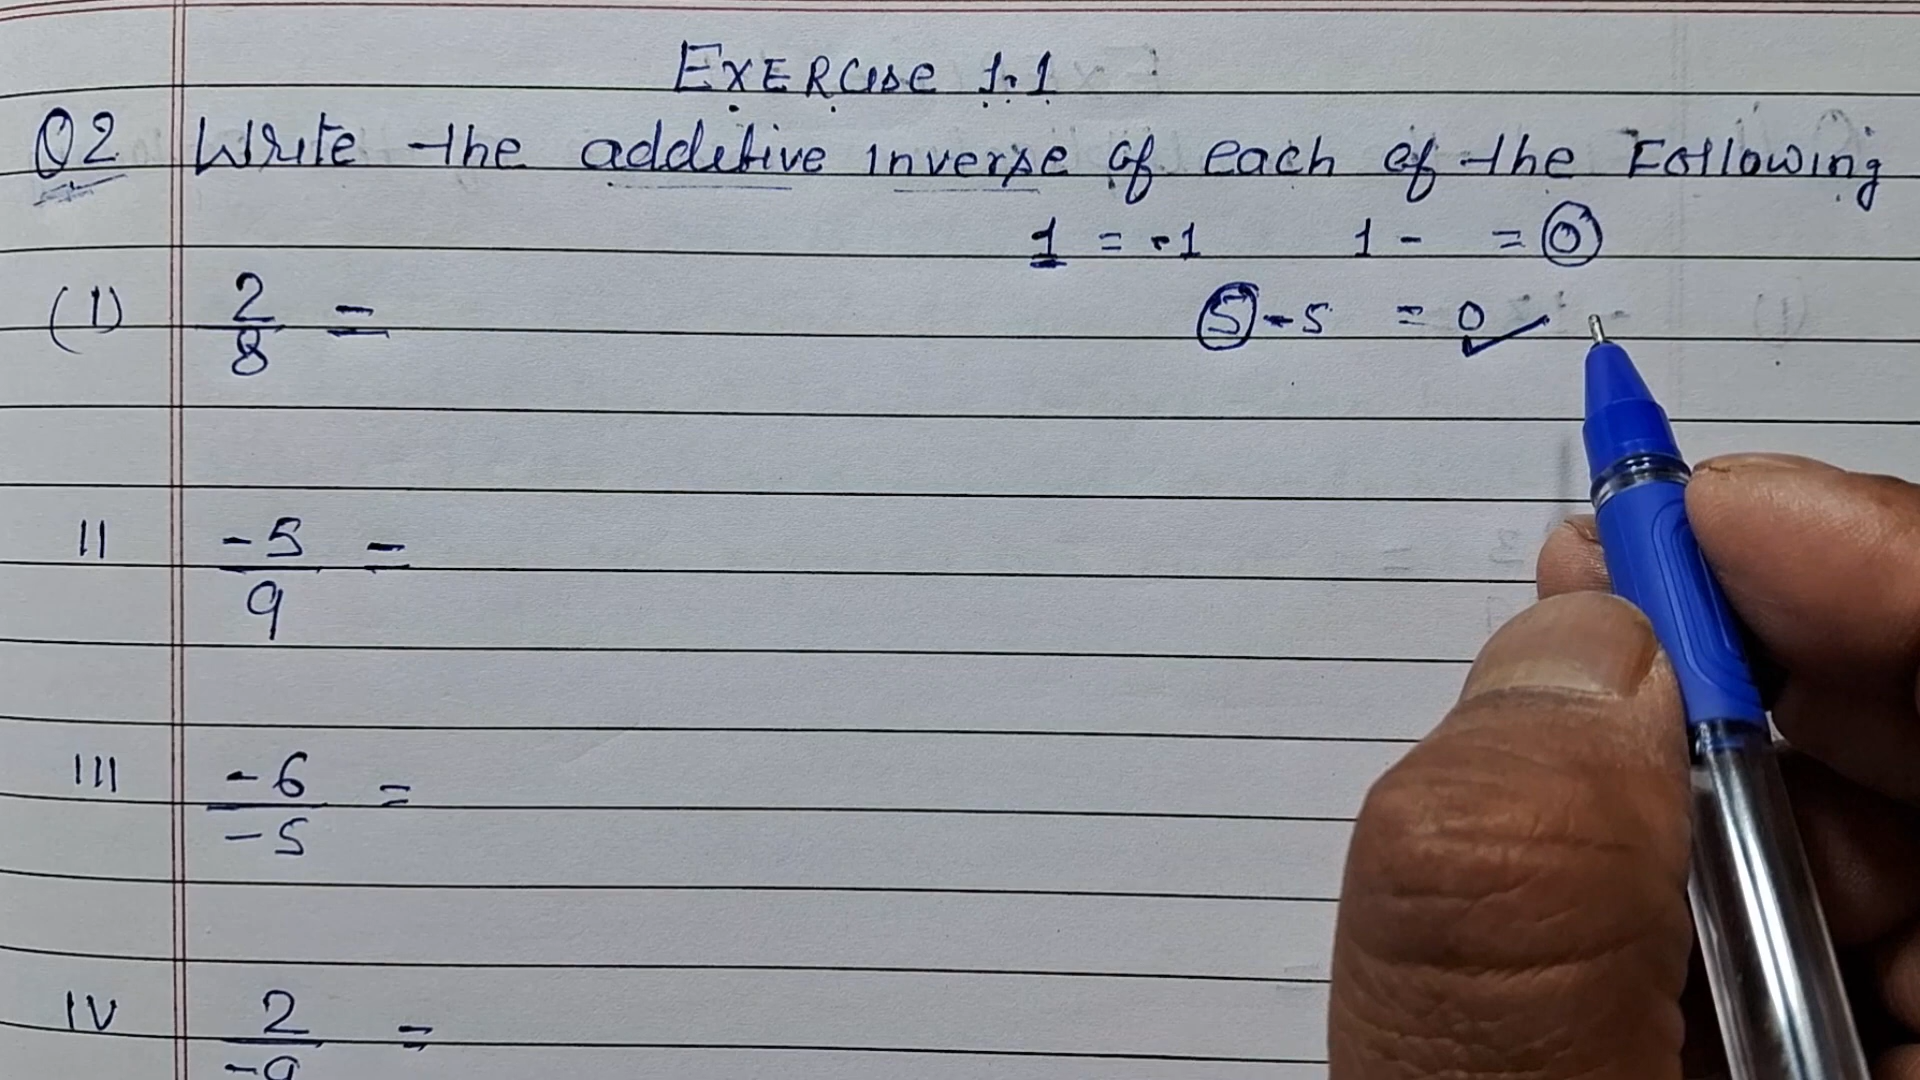 EXERCISE 1.1
Q2 Write the additive inverse of each of the Following
1 = -1 1 - = 0
(1) 2/8 = 5 - 5 = 0
II -5/9 =
III -6/-5 =
IV 2/-9 =